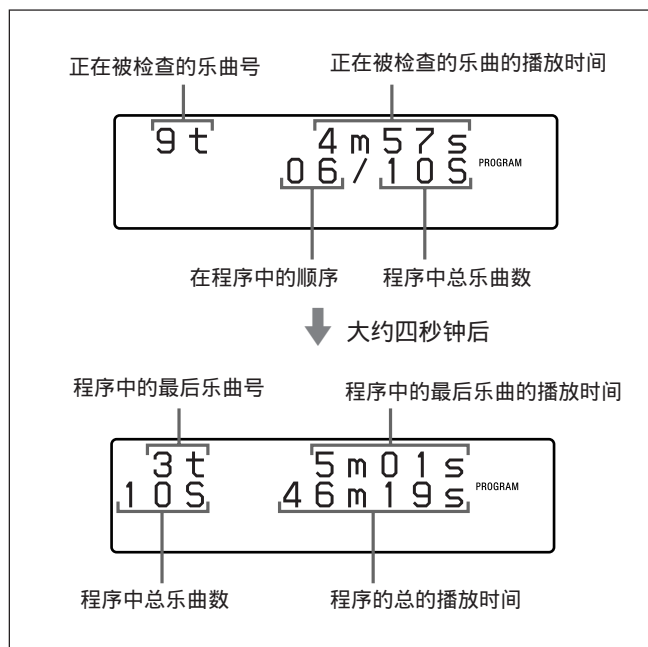 正在被检查的乐曲号 正在被检查的乐曲的播放时间
9t 4m57s
06/10S PROGRAM
在程序中的顺序 程序中总乐曲数
大约四秒钟后
程序中的最后乐曲号 程序中的最后乐曲的播放时间
3t 5m01s
10S 46m19s PROGRAM
程序中总乐曲数 程序的总的播放时间